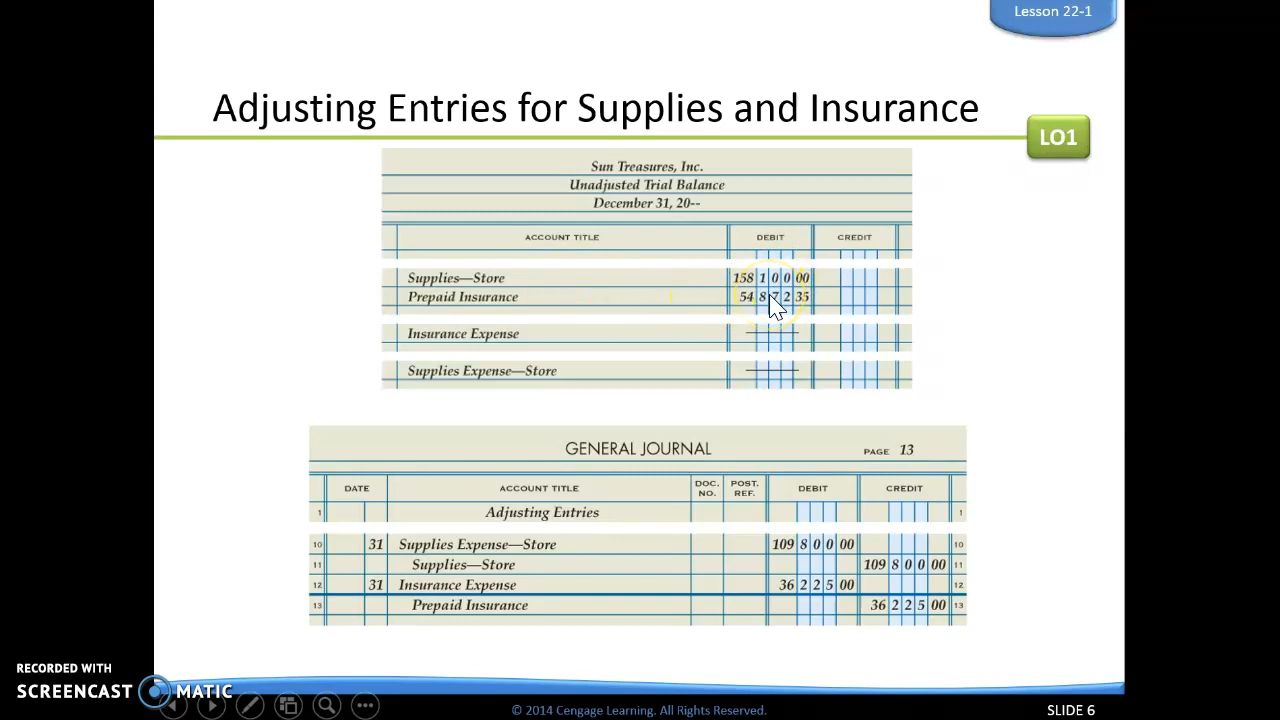 Lesson 22-1
Adjusting Entries for Supplies and Insurance
LO1
Sun Treasures, Inc.
Unadjusted Trial Balance
December 31, 20--
ACCOUNT TITLE DEBIT CREDIT
Supplies—Store 158 1 0 0 00
Prepaid Insurance 54 8 7 2 35
Insurance Expense
Supplies Expense—Store
GENERAL JOURNAL PAGE 13
DATE ACCOUNT TITLE DOC. NO. POST. REF. DEBIT CREDIT
1 Adjusting Entries 1
10 31 Supplies Expense—Store 109 8 0 0 00 10
11 Supplies—Store 109 8 0 0 00 11
12 31 Insurance Expense 36 2 2 5 00 12
13 Prepaid Insurance 36 2 2 5 00 13
RECORDED WITH
SCREENCAST MATIC
© 2014 Cengage Learning. All Rights Reserved.
SLIDE 6